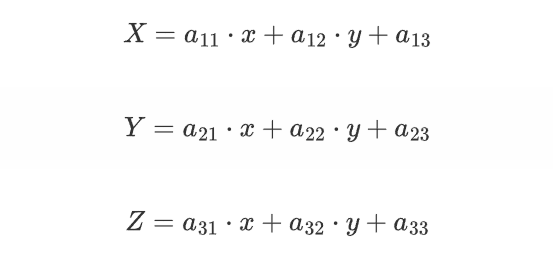 X = a₁₁ · x + a₁₂ · y + a₁₃
Y = a₂₁ · x + a₂₂ · y + a₂₃
Z = a₃₁ · x + a₃₂ · y + a₃₃